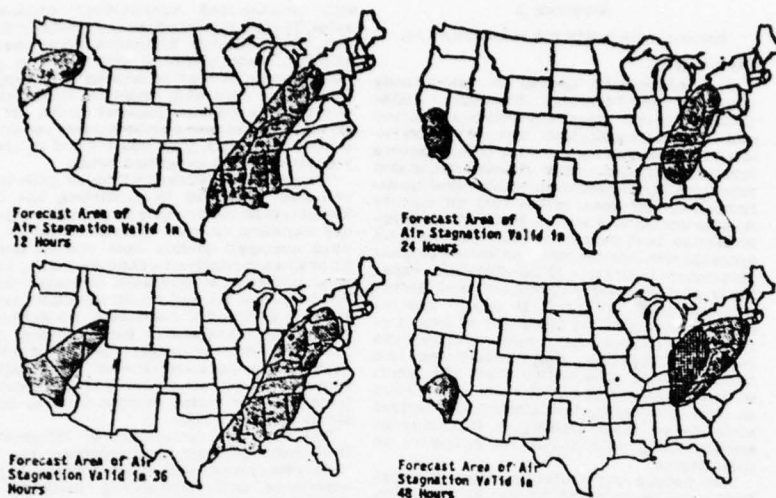 Forecast Area of
Air Stagnation Valid in
12 Hours
Forecast Area of
Air Stagnation Valid in
24 Hours
Forecast Area of Air
Stagnation Valid in 36
Hours
Forecast Area of Air
Stagnation Valid in
48 Hours